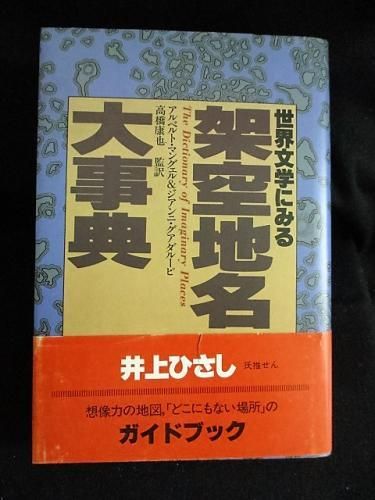 世界文学にみる
架空地名
大事典
The Dictionary of Imaginary Places
アルベルト・マングェル&ジアンニ・グアダルーピ
高橋康也 監訳
井上ひさし 氏推せん
想像力の地図,「どこにもない場所」の
ガイドブック